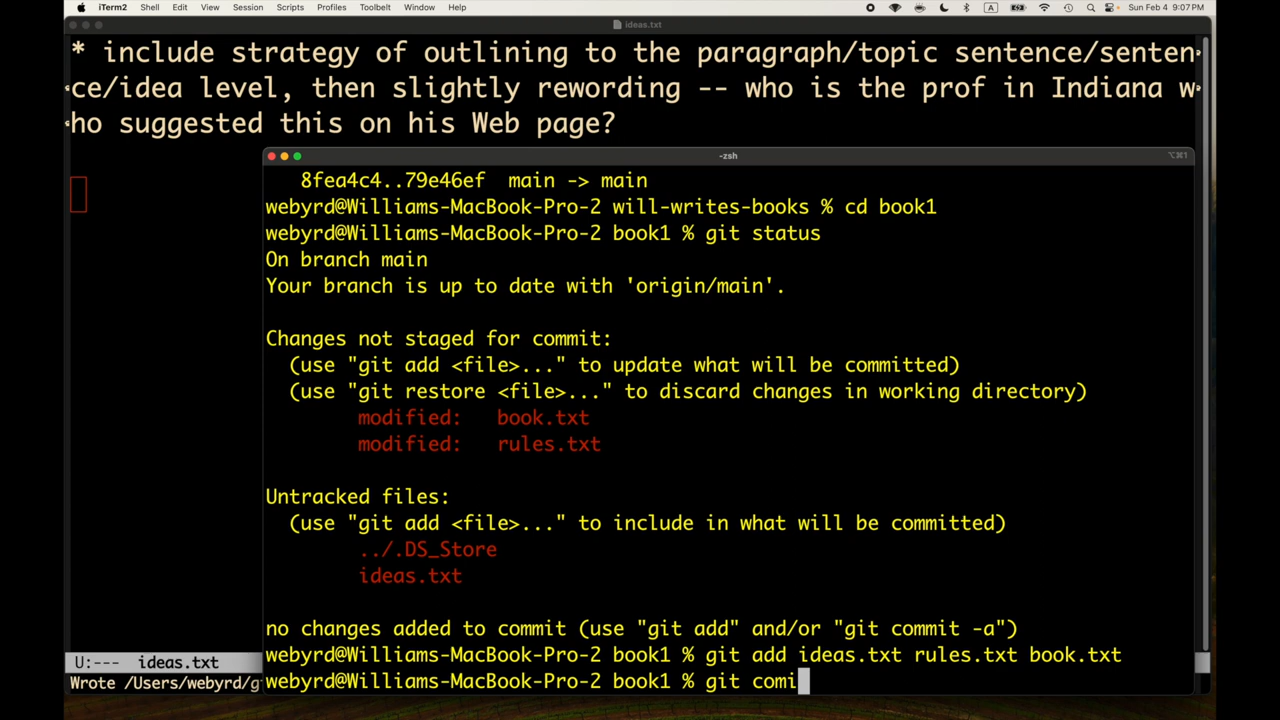 iTerm2 Shell Edit View Session Scripts Profiles Toolbelt Window Help A Sun Feb 4 9:07 PM
ideas.txt
* include strategy of outlining to the paragraph/topic sentence/senten
ce/idea level, then slightly rewording -- who is the prof in Indiana w
ho suggested this on his Web page?
-zsh ⌥⌘1
8fea4c4..79e46ef main -> main
webyrd@Williams-MacBook-Pro-2 will-writes-books % cd book1
webyrd@Williams-MacBook-Pro-2 book1 % git status
On branch main
Your branch is up to date with 'origin/main'.
Changes not staged for commit:
(use "git add <file>..." to update what will be committed)
(use "git restore <file>..." to discard changes in working directory)
modified: book.txt
modified: rules.txt
Untracked files:
(use "git add <file>..." to include in what will be committed)
../.DS_Store
ideas.txt
no changes added to commit (use "git add" and/or "git commit -a")
webyrd@Williams-MacBook-Pro-2 book1 % git add ideas.txt rules.txt book.txt
webyrd@Williams-MacBook-Pro-2 book1 % git comi
U:--- ideas.txt
Wrote /Users/webyrd/g